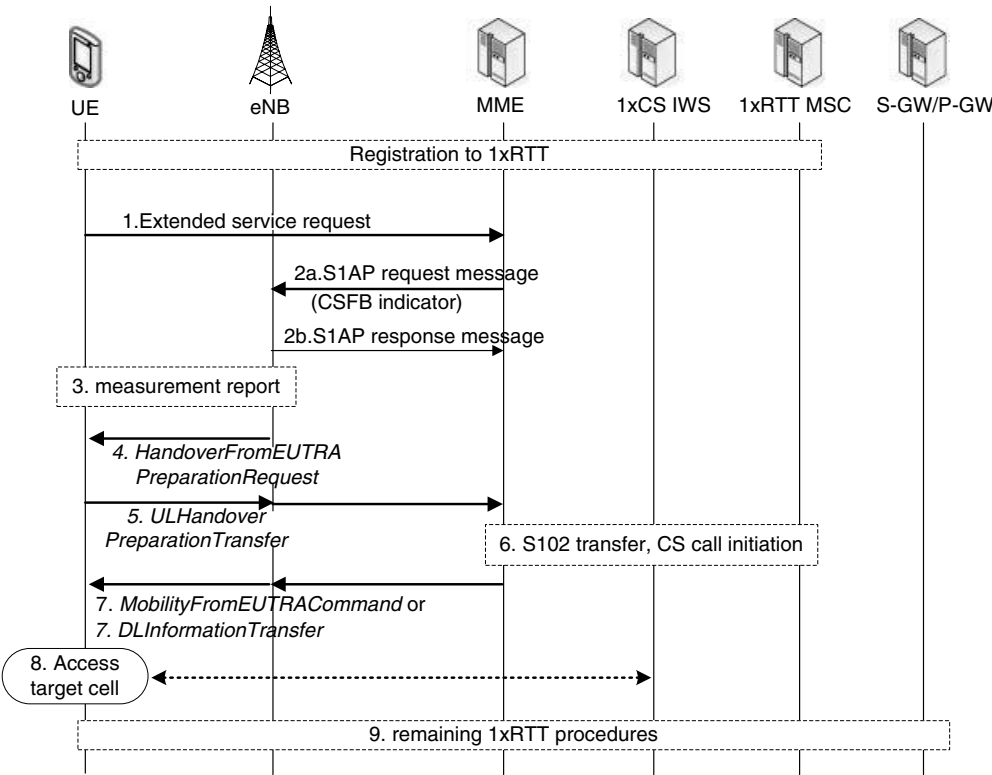 UE
eNB
MME
1xCS IWS
1xRTT MSC
S-GW/P-GW
Registration to 1xRTT
1.Extended service request
2a.S1AP request message
(CSFB indicator)
2b.S1AP response message
3. measurement report
4. HandoverFromEUTRA
PreparationRequest
5. ULHandover
PreparationTransfer
6. S102 transfer, CS call initiation
7. MobilityFromEUTRACommand or
7. DLInformationTransfer
8. Access
target cell
9. remaining 1xRTT procedures